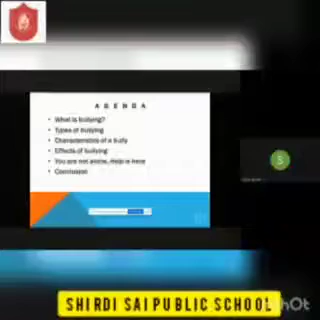 AGENDA
• What is bullying?
• Types of bullying
• Characteristics of a bully
• Effects of bullying
• You are not alone, Help is here
• Conclusion
S
SHIRDI SAI PUBLIC SCHOOL